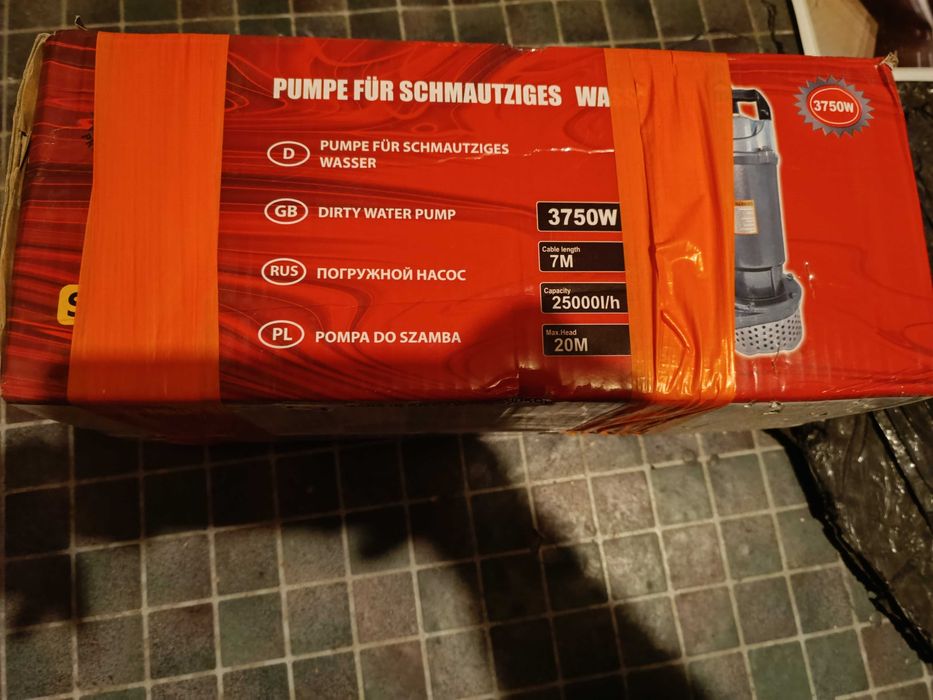 PUMPE FÜR SCHMAUTZIGES WA
3750W
D PUMPE FÜR SCHMAUTZIGES
WASSER
GB DIRTY WATER PUMP
3750W
Cable length
7M
RUS ПОГРУЖНОЙ НАСОС
Capacity
25000l/h
PL POMPA DO SZAMBA
Max.Head
20M